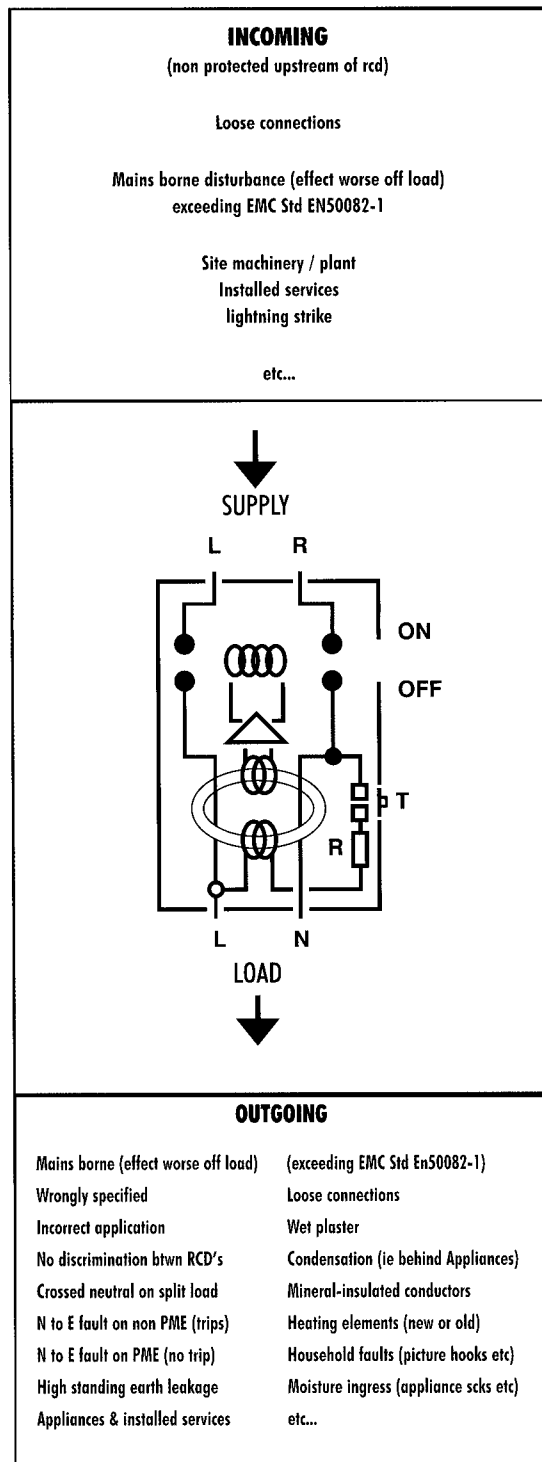 INCOMING
(non protected upstream of rcd)
Loose connections
Mains borne disturbance (effect worse off load)
exceeding EMC Std EN50082-1
Site machinery / plant
Installed services
lightning strike
etc...
SUPPLY
L R
ON
OFF
T
R
L N
LOAD
OUTGOING
Mains borne (effect worse off load) (exceeding EMC Std En50082-1)
Wrongly specified Loose connections
Incorrect application Wet plaster
No discrimination btwn RCD's Condensation (ie behind Appliances)
Crossed neutral on split load Mineral-insulated conductors
N to E fault on non PME (trips) Heating elements (new or old)
N to E fault on PME (no trip) Household faults (picture hooks etc)
High standing earth leakage Moisture ingress (appliance scks etc)
Appliances & installed services etc...